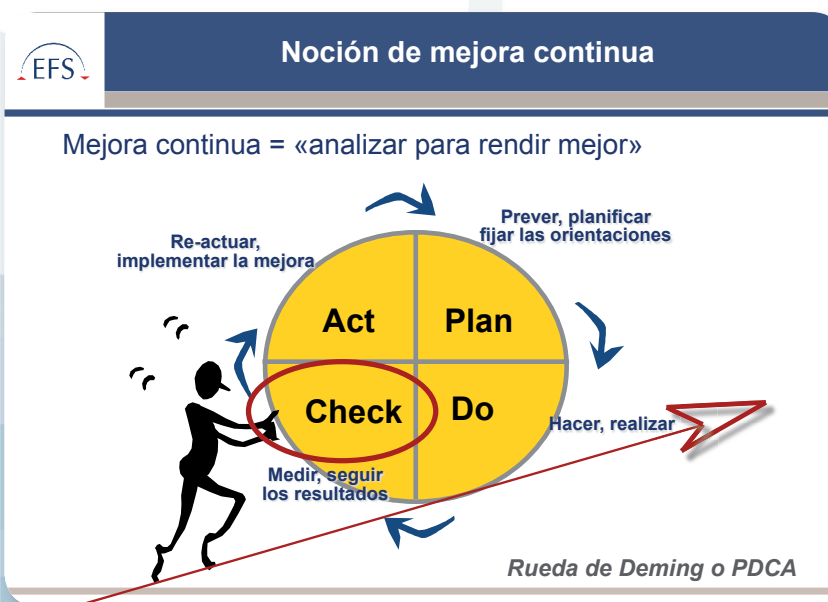 EFS
Noción de mejora continua
Mejora continua = «analizar para rendir mejor»
Prever, planificar
fijar las orientaciones
Re-actuar,
implementar la mejora
Act
Plan
Check
Do
Hacer, realizar
Medir, seguir
los resultados
Rueda de Deming o PDCA